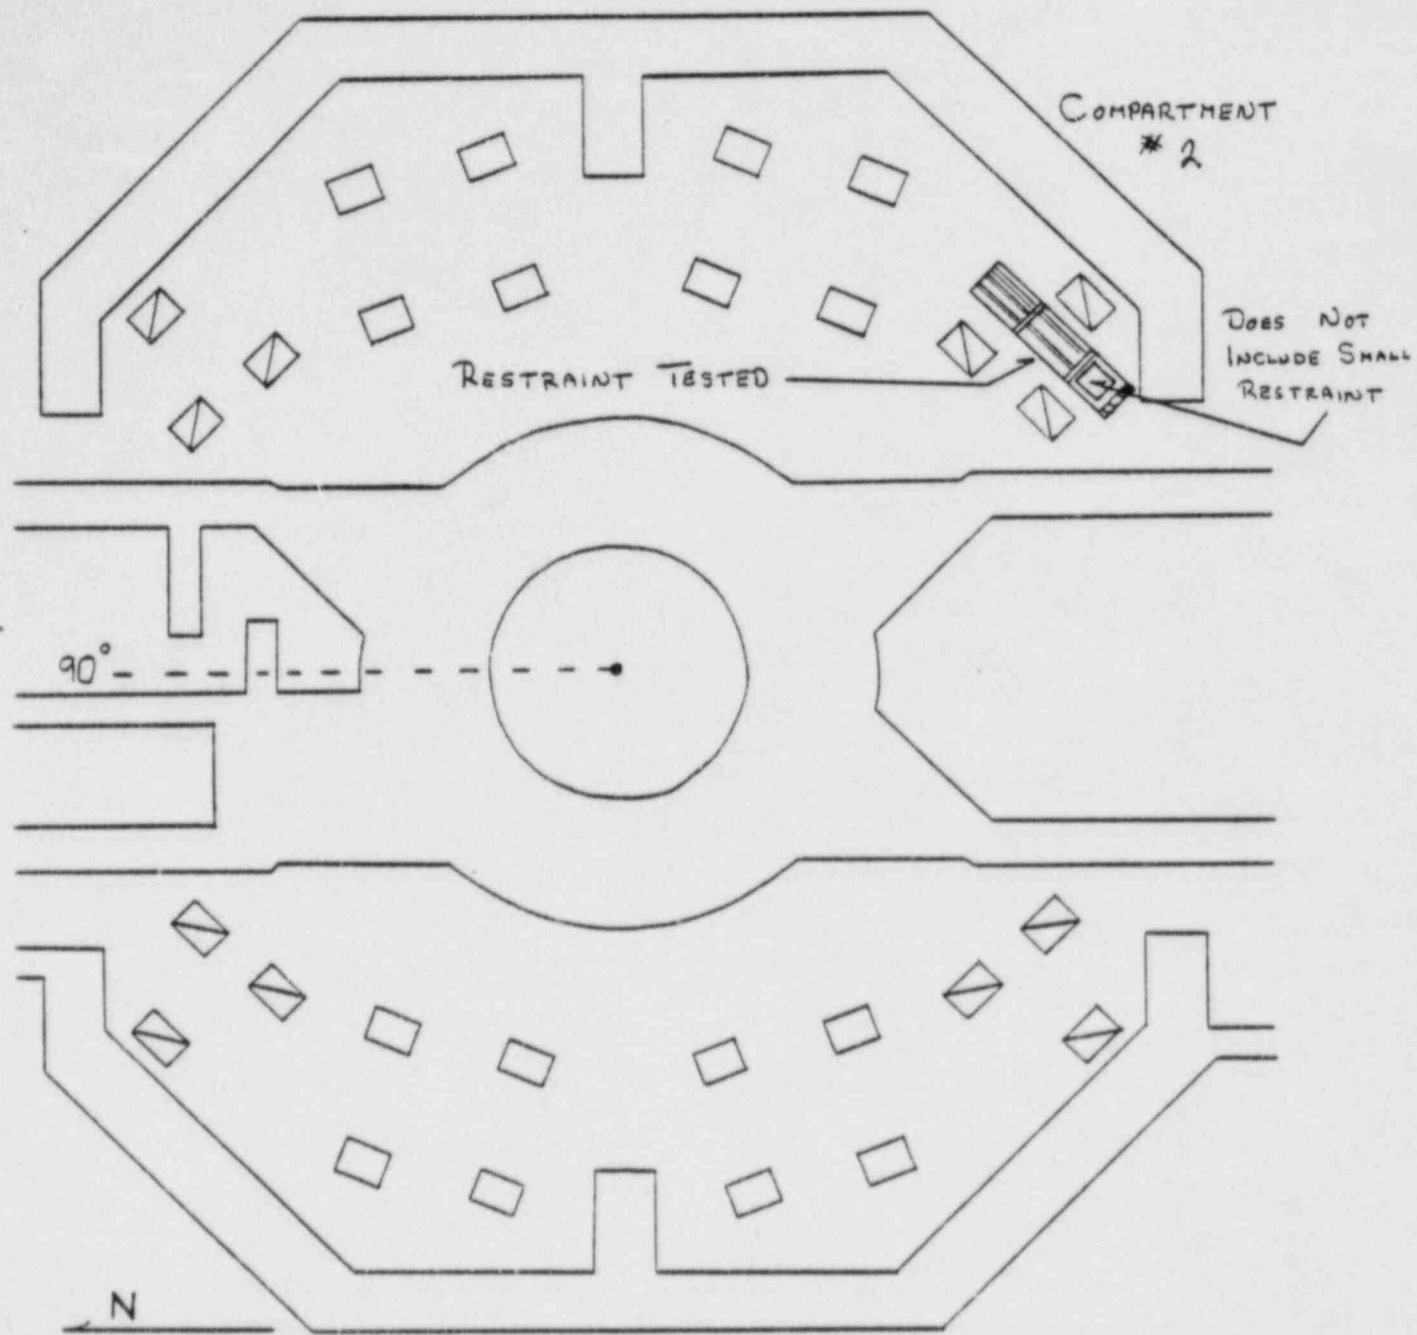 COMPARTMENT
# 2
DOES NOT
INCLUDE SMALL
RESTRAINT
RESTRAINT TESTED
90°
N